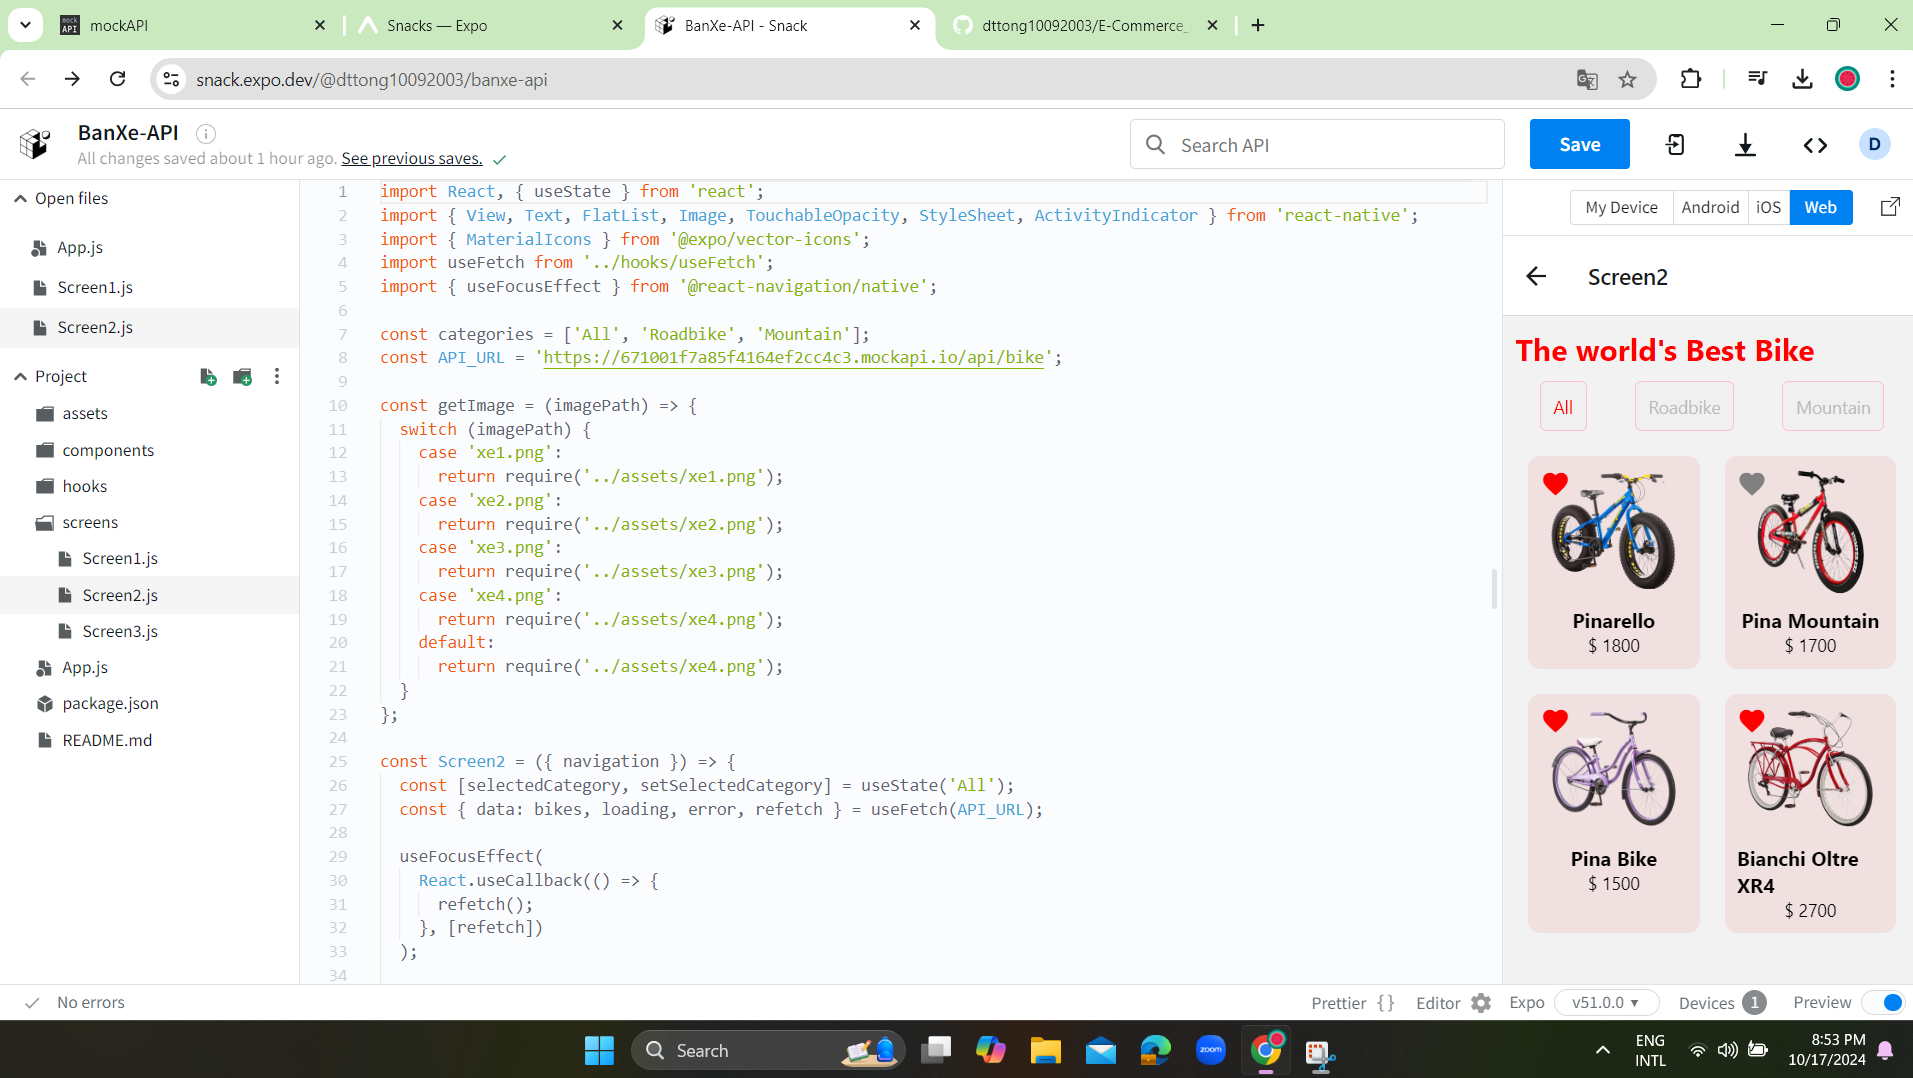 mockAPI
Snacks — Expo
BanXe-API - Snack
dttong10092003/E-Commerce_
snack.expo.dev/@dttong10092003/banxe-api
BanXe-API
All changes saved about 1 hour ago. See previous saves.
Search API
Save
D
Open files
App.js
Screen1.js
Screen2.js
Project
assets
components
hooks
screens
Screen1.js
Screen2.js
Screen3.js
App.js
package.json
README.md
1 import React, { useState } from 'react';
2 import { View, Text, FlatList, Image, TouchableOpacity, StyleSheet, ActivityIndicator } from 'react-native';
3 import { MaterialIcons } from '@expo/vector-icons';
4 import useFetch from '../hooks/useFetch';
5 import { useFocusEffect } from '@react-navigation/native';
6
7 const categories = ['All', 'Roadbike', 'Mountain'];
8 const API_URL = 'https://671001f7a85f4164ef2cc4c3.mockapi.io/api/bike';
9
10 const getImage = (imagePath) => {
11 switch (imagePath) {
12 case 'xe1.png':
13 return require('../assets/xe1.png');
14 case 'xe2.png':
15 return require('../assets/xe2.png');
16 case 'xe3.png':
17 return require('../assets/xe3.png');
18 case 'xe4.png':
19 return require('../assets/xe4.png');
20 default:
21 return require('../assets/xe4.png');
22 }
23 };
24
25 const Screen2 = ({ navigation }) => {
26 const [selectedCategory, setSelectedCategory] = useState('All');
27 const { data: bikes, loading, error, refetch } = useFetch(API_URL);
28
29 useFocusEffect(
30 React.useCallback(() => {
31 refetch();
32 }, [refetch])
33 );
34
My Device
Android
iOS
Web
Screen2
The world's Best Bike
All
Roadbike
Mountain
Pinarello
$ 1800
Pina Mountain
$ 1700
Pina Bike
$ 1500
Bianchi Oltre
XR4
$ 2700
No errors
Prettier { }
Editor
Expo
v51.0.0
Devices 1
Preview
Search
zoom
ENG
INTL
8:53 PM
10/17/2024